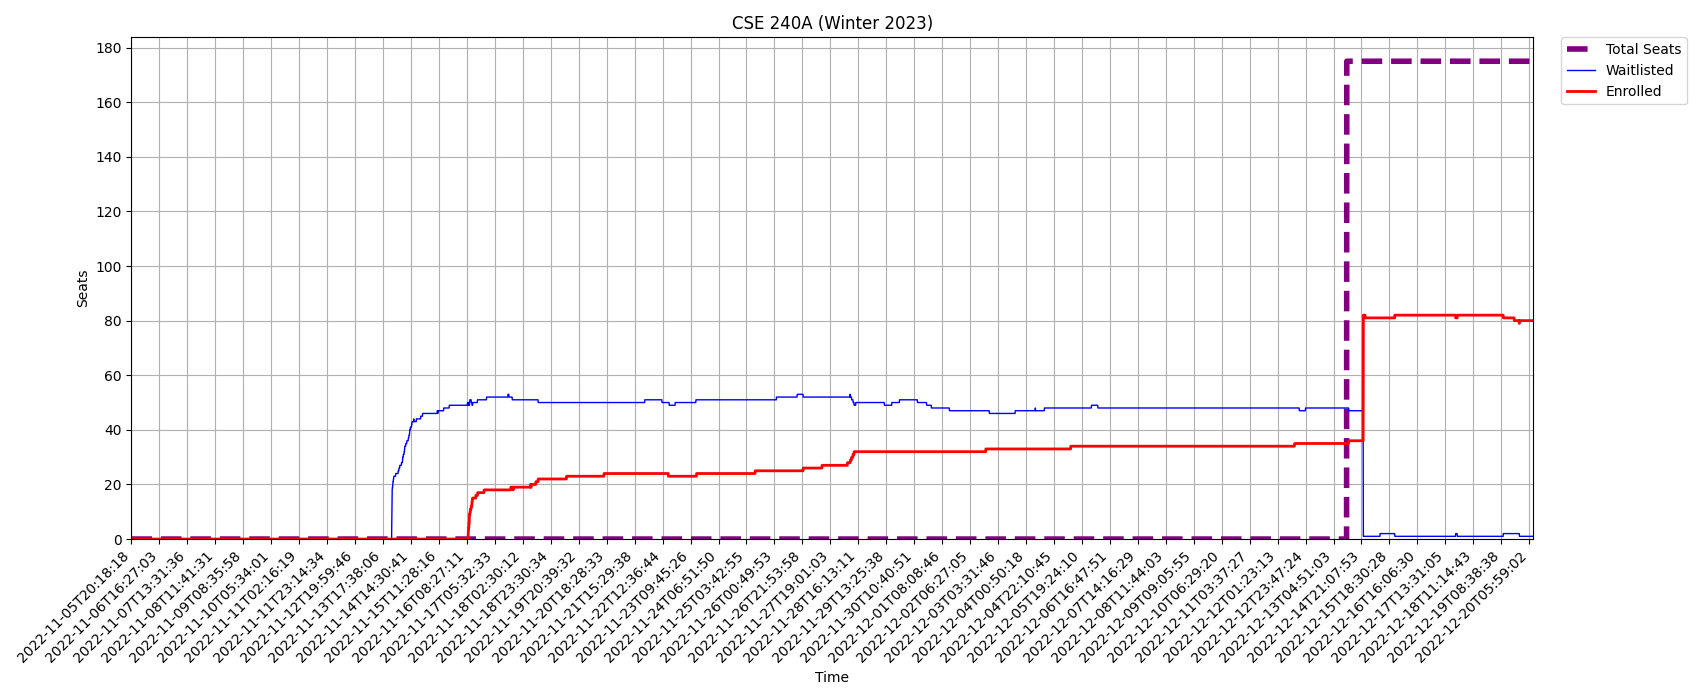 CSE 240A (Winter 2023)
Total Seats
Waitlisted
Enrolled
Seats
180
160
140
120
100
80
60
40
20
0
2022-11-05T20:18:18
2022-11-06T16:27:03
2022-11-07T13:31:36
2022-11-08T11:41:31
2022-11-09T08:35:58
2022-11-10T05:34:01
2022-11-11T02:16:19
2022-11-11T23:14:34
2022-11-12T19:59:46
2022-11-13T17:38:06
2022-11-14T14:30:41
2022-11-15T11:28:16
2022-11-16T08:27:11
2022-11-17T05:32:33
2022-11-18T02:30:12
2022-11-18T23:30:34
2022-11-19T20:39:32
2022-11-20T18:28:33
2022-11-21T15:29:38
2022-11-22T12:36:44
2022-11-23T09:45:26
2022-11-24T06:51:50
2022-11-25T03:42:55
2022-11-26T00:49:53
2022-11-26T21:53:58
2022-11-27T19:01:03
2022-11-28T16:13:11
2022-11-29T13:25:38
2022-11-30T10:40:51
2022-12-01T08:08:46
2022-12-02T06:27:05
2022-12-03T03:31:46
2022-12-04T00:50:18
2022-12-04T22:10:45
2022-12-05T19:24:10
2022-12-06T16:47:51
2022-12-07T14:16:29
2022-12-08T11:44:03
2022-12-09T09:05:55
2022-12-10T06:29:20
2022-12-11T03:37:27
2022-12-12T01:23:13
2022-12-12T23:47:24
2022-12-13T04:51:03
2022-12-14T21:07:53
2022-12-15T18:30:28
2022-12-16T16:06:30
2022-12-17T13:31:05
2022-12-18T11:14:43
2022-12-19T08:38:38
2022-12-20T05:59:02
Time